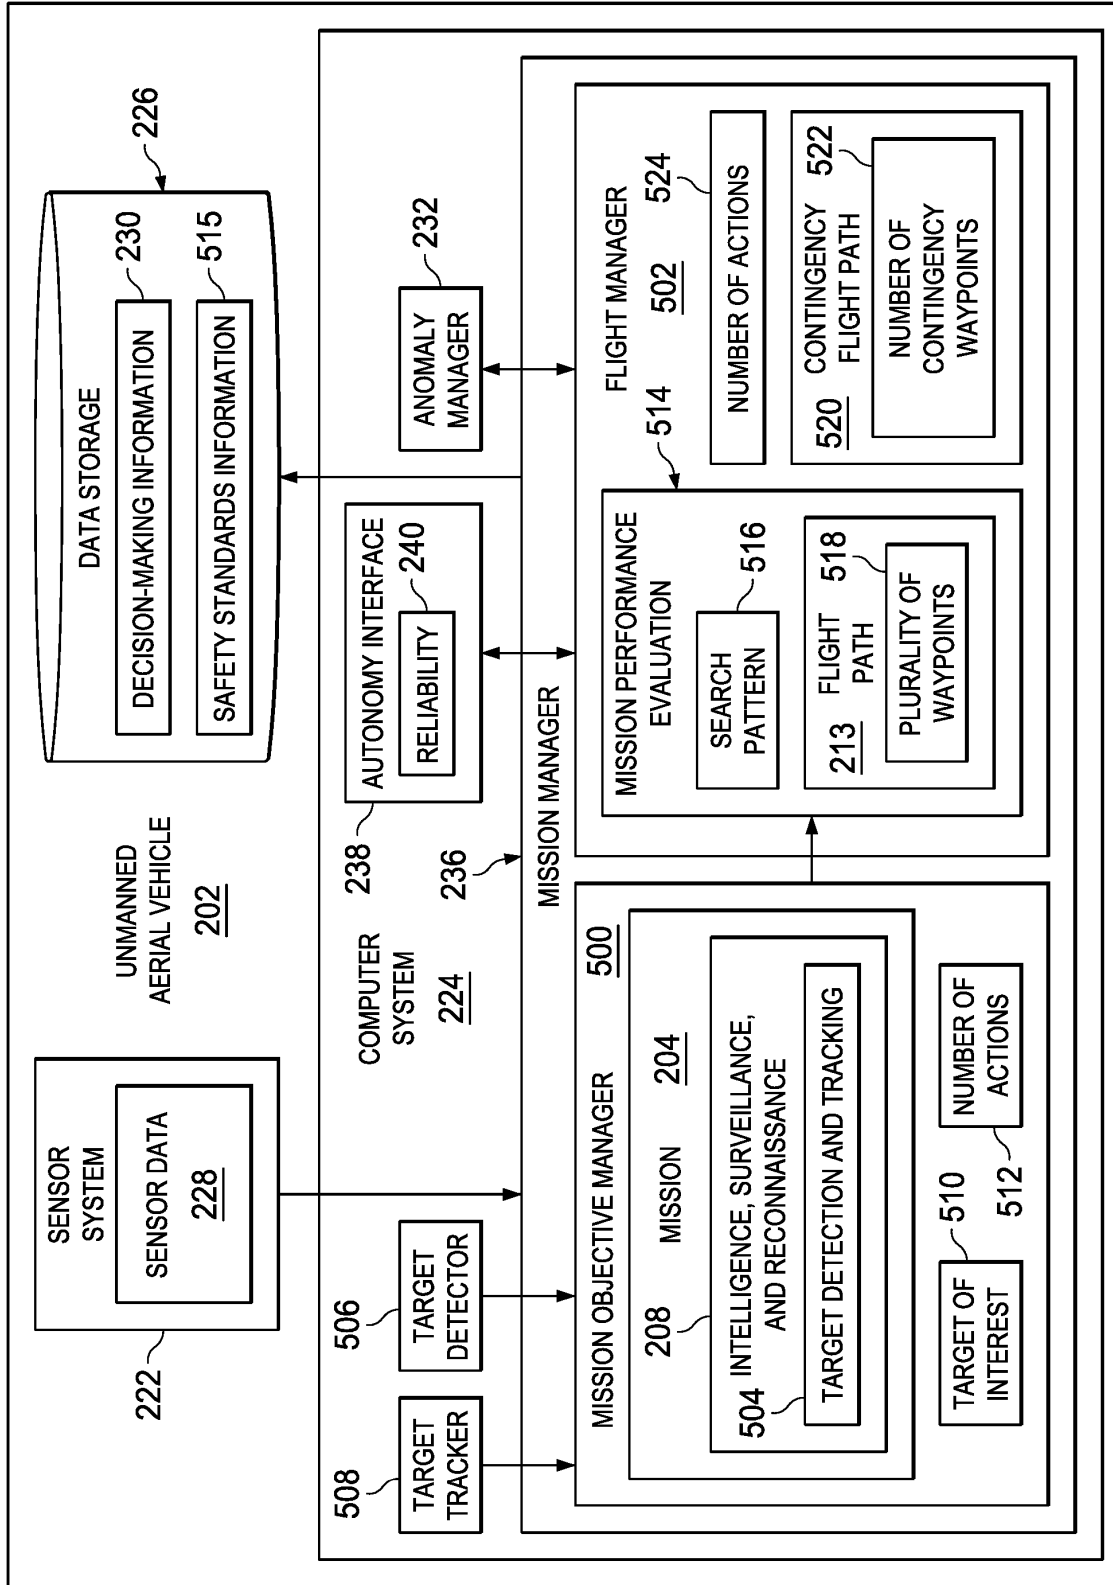 UNMANNED
AERIAL VEHICLE
202
SENSOR
SYSTEM
SENSOR DATA
228
222
DATA STORAGE
226
DECISION-MAKING INFORMATION
230
SAFETY STANDARDS INFORMATION
515
COMPUTER
SYSTEM
224
508
TARGET
TRACKER
506
TARGET
DETECTOR
238
AUTONOMY INTERFACE
RELIABILITY
240
ANOMALY
MANAGER
232
236
MISSION MANAGER
MISSION OBJECTIVE MANAGER
500
MISSION
204
208
INTELLIGENCE, SURVEILLANCE,
AND RECONNAISSANCE
504
TARGET DETECTION AND TRACKING
TARGET OF
INTEREST
510
NUMBER OF
ACTIONS
512
FLIGHT MANAGER
502
MISSION PERFORMANCE
EVALUATION
514
SEARCH
PATTERN
516
FLIGHT
PATH
213
518
PLURALITY OF
WAYPOINTS
NUMBER OF ACTIONS
524
CONTINGENCY
FLIGHT PATH
520
522
NUMBER OF
CONTINGENCY
WAYPOINTS